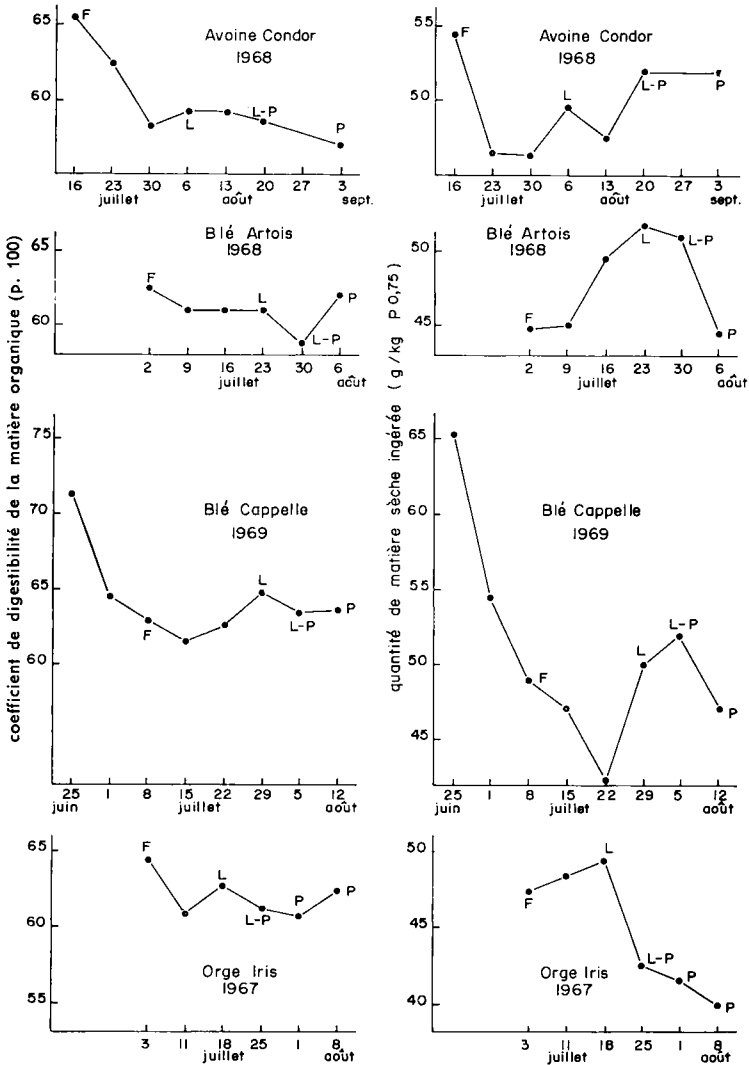 coefficient de digestibilité de la matière organique (p. 100)
65
60
F
L
L-P
P
Avoine Condor
1968
16 23 30 6 13 20 27 3
juillet août sept.
55
50
F
L
L-P
P
Avoine Condor
1968
16 23 30 6 13 20 27 3
juillet août sept.
65
60
Blé Artois
1968
F
L
L-P
P
2 9 16 23 30 6
juillet août
quantité de matière sèche ingérée (g/kg P 0,75)
50
45
Blé Artois
1968
F
L
L-P
P
2 9 16 23 30 6
juillet août
75
70
65
60
Blé Cappelle
1969
F
L
L-P
P
25 1 8 15 22 29 5 12
juin juillet août
65
60
55
50
45
Blé Cappelle
1969
F
L
L-P
P
25 1 8 15 22 29 5 12
juin juillet août
65
60
55
F
L
L-P
P
P
Orge Iris
1967
3 11 18 25 1 8
juillet août
50
45
40
F
L
L-P
P
P
Orge Iris
1967
3 11 18 25 1 8
juillet août